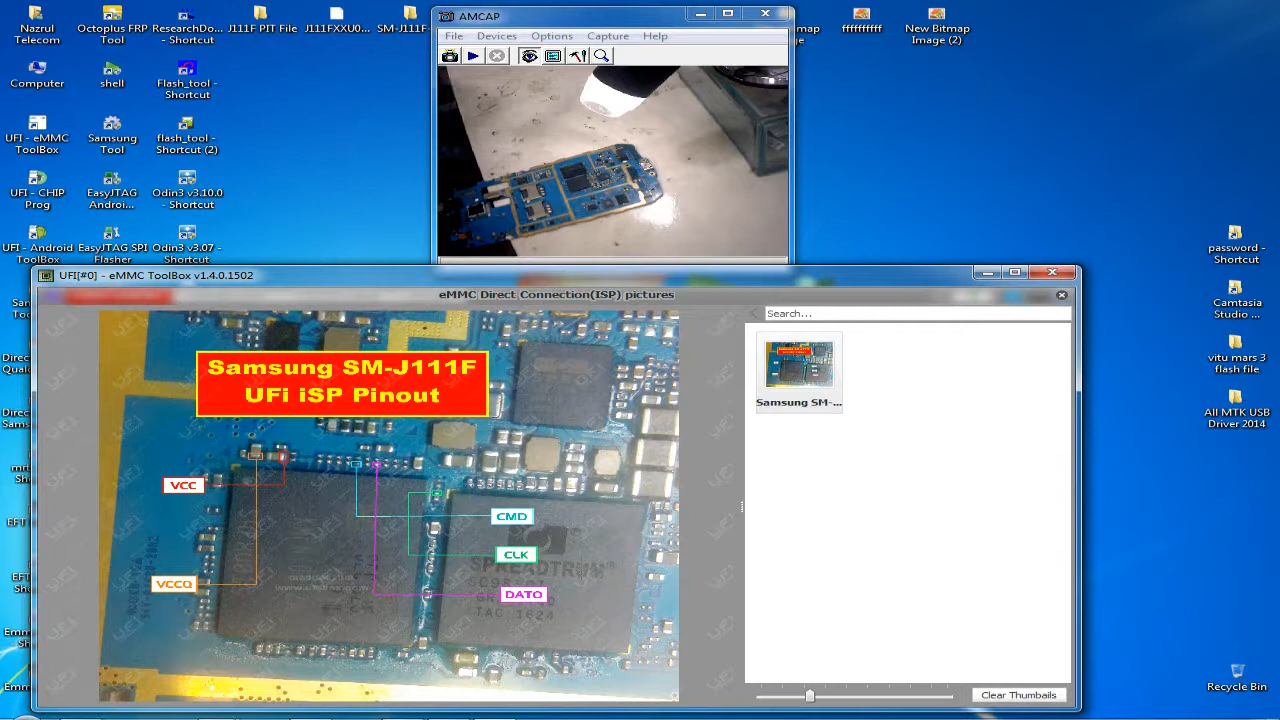 Nazrul
Telecom
Octoplus FRP
Tool
ResearchDo...
- Shortcut
J111F PIT File
J111FXXU0...
SM-J111F
fffffffffff
New Bitmap
Image (2)
Computer
shell
Flash_tool -
Shortcut
UFI - eMMC
ToolBox
Samsung
Tool
flash_tool -
Shortcut (2)
UFI - CHIP
Prog
EasyJTAG
Androi...
Odin3 v3.10.0
- Shortcut
UFI - Android
ToolBox
EasyJTAG SPI
Flasher
Odin3 v3.07 -
Shortcut
AMCAP
File Devices Options Capture Help
password -
Shortcut
Camtasia
Studio ...
vitu mars 3
flash file
All MTK USB
Driver 2014
Recycle Bin
UFI[#0] - eMMC ToolBox v1.4.0.1502
eMMC Direct Connection(ISP) pictures
Search...
Samsung SM-...
Clear Thumbails
Samsung SM-J111F
UFi iSP Pinout
VCC
VCCQ
CMD
CLK
DATO
SPREADTRUM